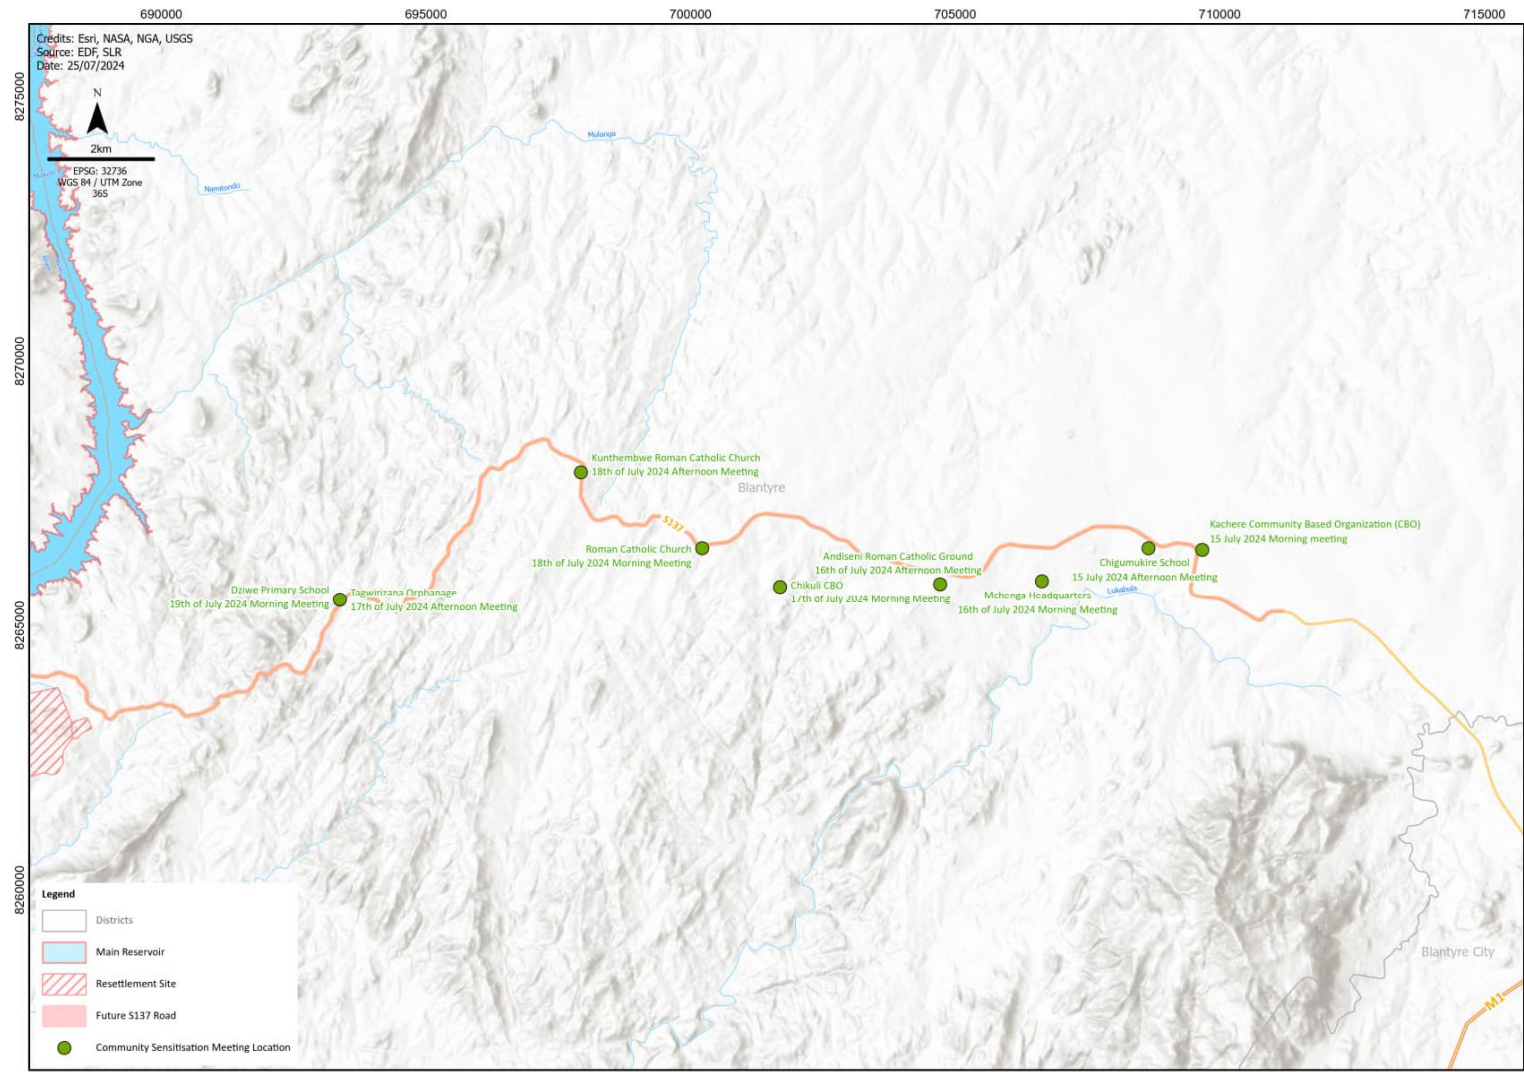 690000
695000
700000
705000
710000
715000
Credits: Esri, NASA, NGA, USGS
Source: EDF, SLR
Date: 25/07/2024
8275000
N
2km
EPSG: 32736
WGS 84 / UTM Zone
36S
Mulanga
Namitondo
8270000
Kunthembwe Roman Catholic Church
18th of July 2024 Afternoon Meeting
Blantyre
S137
Kachere Community Based Organization (CBO)
15 July 2024 Morning meeting
Roman Catholic Church
18th of July 2024 Morning Meeting
Andiseni Roman Catholic Ground
16th of July 2024 Afternoon Meeting
Chigumukire School
15 July 2024 Afternoon Meeting
Chikuli CBO
17th of July 2024 Morning Meeting
Mchenga Headquarters
16th of July 2024 Morning Meeting
Lukabula
Dziwe Primary School
19th of July 2024 Morning Meeting
Tagwirizana Orphanage
17th of July 2024 Afternoon Meeting
8265000
8260000
Legend
Districts
Main Reservoir
Resettlement Site
Future S137 Road
Community Sensitisation Meeting Location
Blantyre City
M1